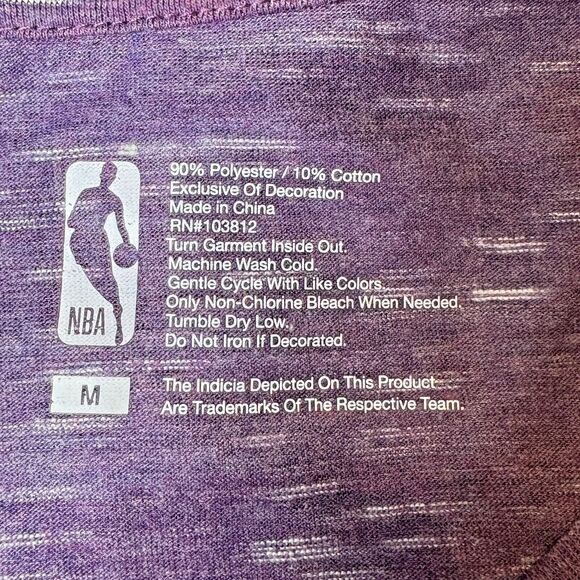 90% Polyester / 10% Cotton
Exclusive Of Decoration
Made in China
RN#103812
Turn Garment Inside Out.
Machine Wash Cold.
Gentle Cycle With Like Colors.
Only Non-Chlorine Bleach When Needed.
Tumble Dry Low.
Do Not Iron If Decorated.
NBA
M
The Indicia Depicted On This Product
Are Trademarks Of The Respective Team.